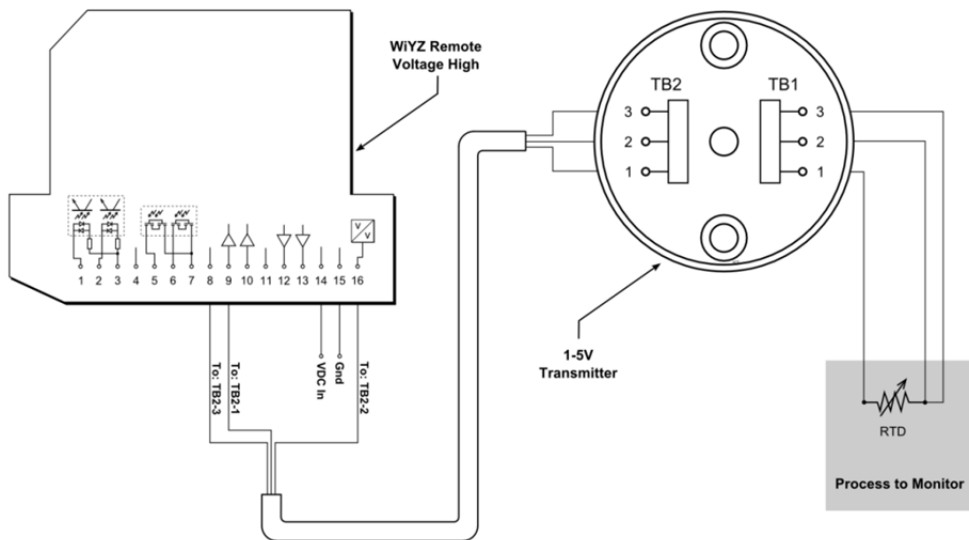 WiYZ Remote
Voltage High
TB2
TB1
3
2
1
3
2
1
V
V
1 2 3 4 5 6 7 8 9 10 11 12 13 14 15 16
To: TB2-3
To: TB2-1
VDC In
Gnd
To: TB2-2
1-5V
Transmitter
RTD
Process to Monitor